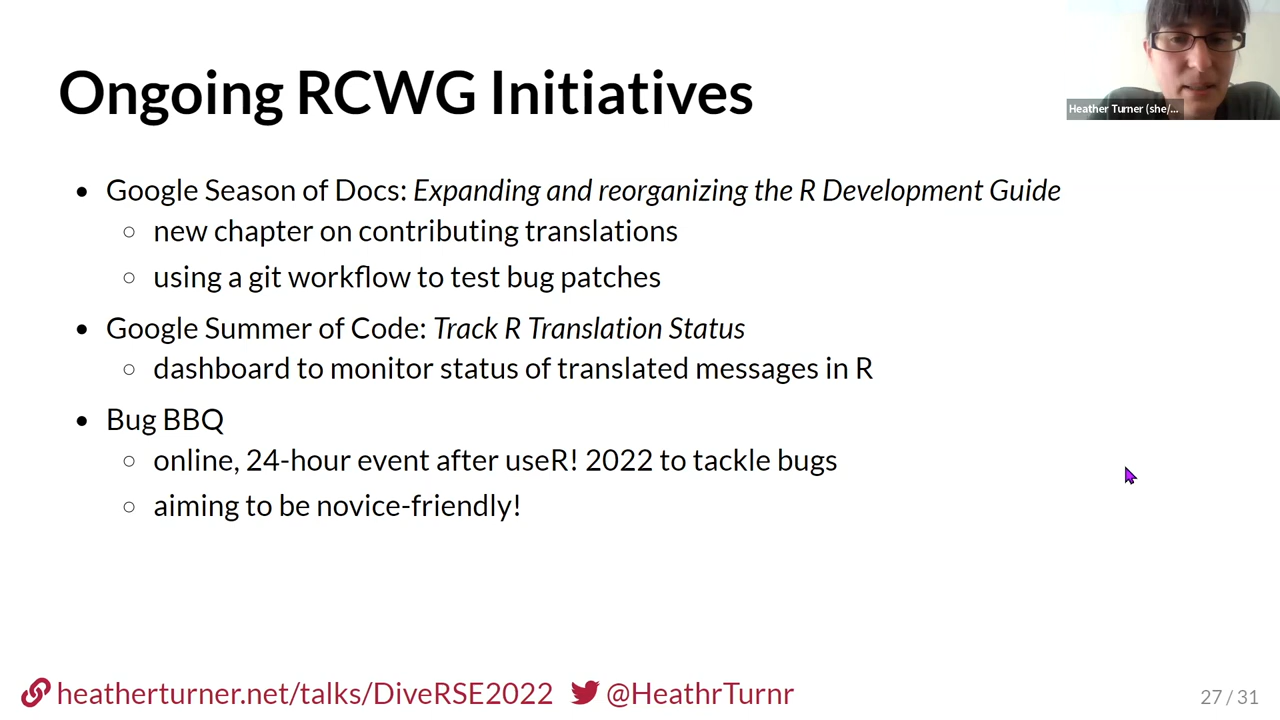 Ongoing RCWG Initiatives
Heather Turner (she/...
• Google Season of Docs: Expanding and reorganizing the R Development Guide
○ new chapter on contributing translations
○ using a git workflow to test bug patches
• Google Summer of Code: Track R Translation Status
○ dashboard to monitor status of translated messages in R
• Bug BBQ
○ online, 24-hour event after useR! 2022 to tackle bugs
○ aiming to be novice-friendly!
heatherturner.net/talks/DiveRSE2022 @HeathrTurnr
27 / 31